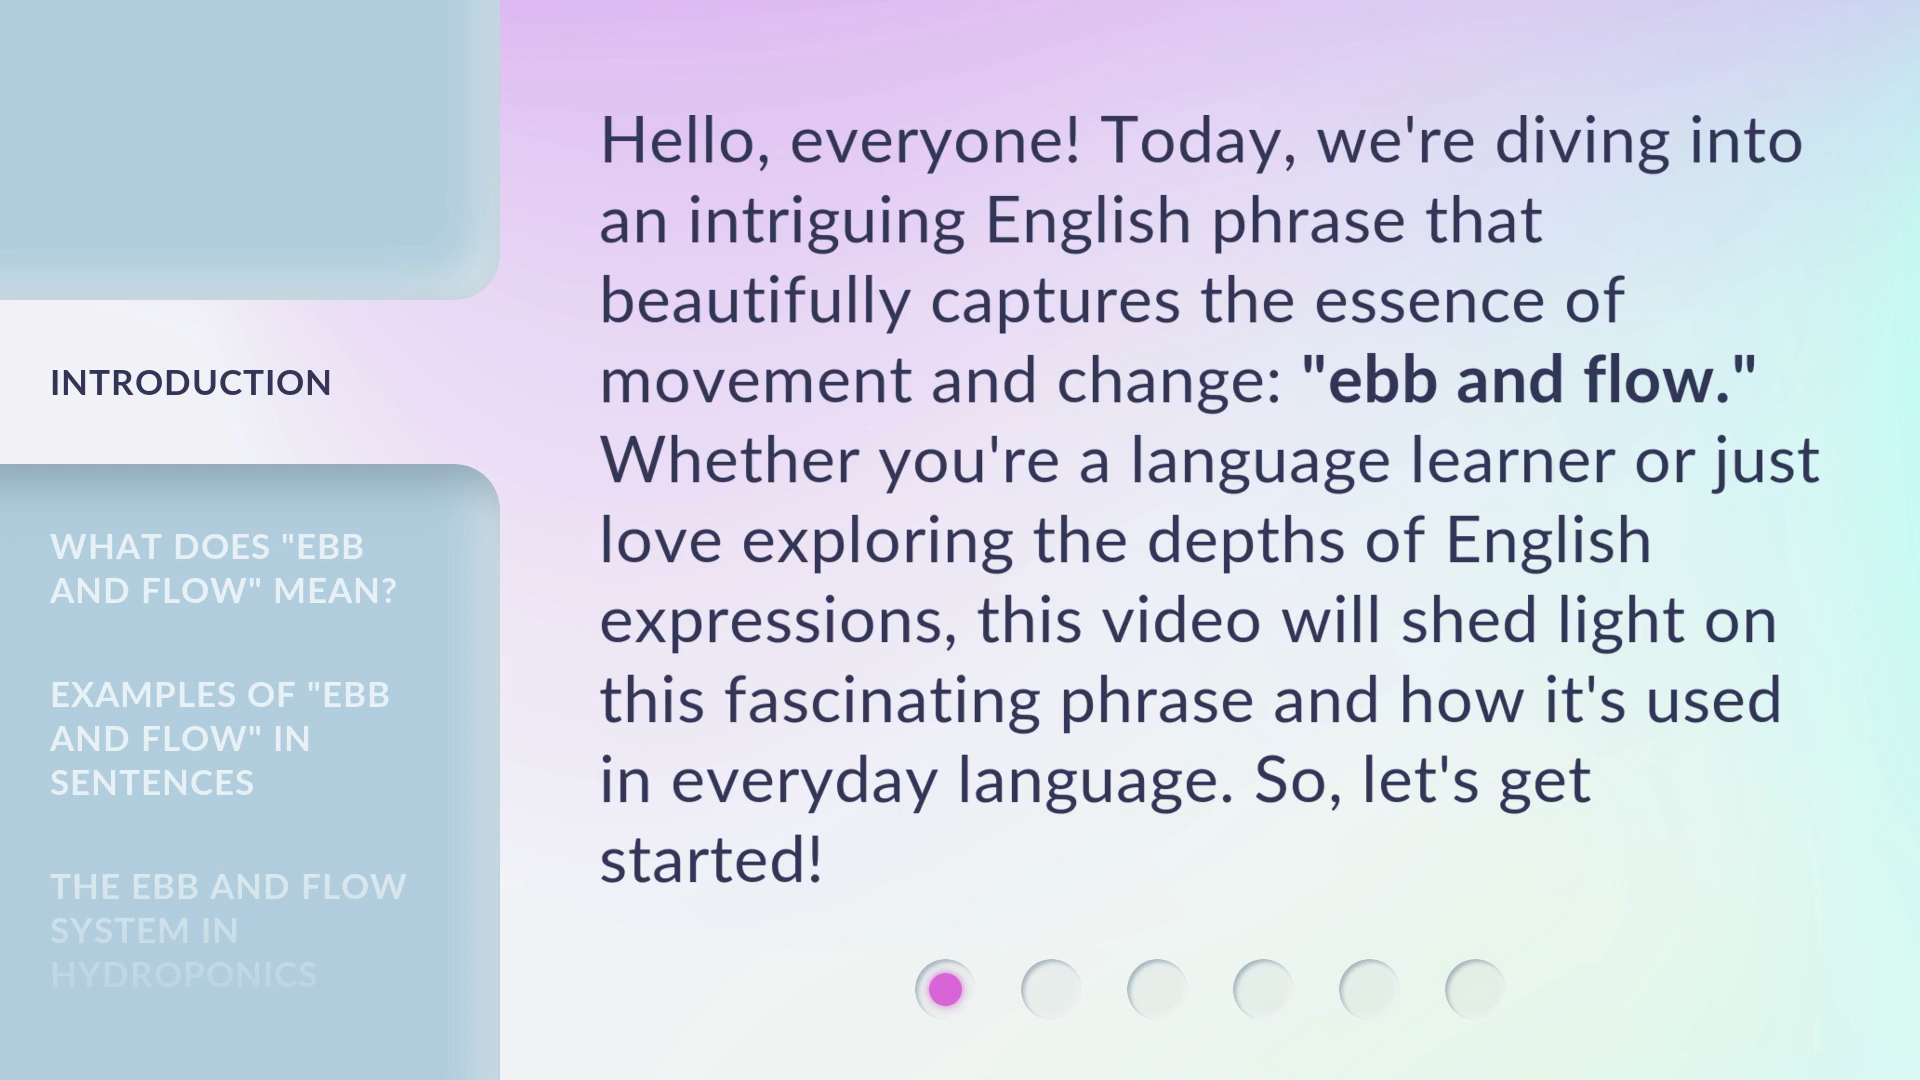 INTRODUCTION
WHAT DOES "EBB
AND FLOW" MEAN?
EXAMPLES OF "EBB
AND FLOW" IN
SENTENCES
THE EBB AND FLOW
SYSTEM IN
HYDROPONICS
Hello, everyone! Today, we're diving into
an intriguing English phrase that
beautifully captures the essence of
movement and change: "ebb and flow."
Whether you're a language learner or just
love exploring the depths of English
expressions, this video will shed light on
this fascinating phrase and how it's used
in everyday language. So, let's get
started!